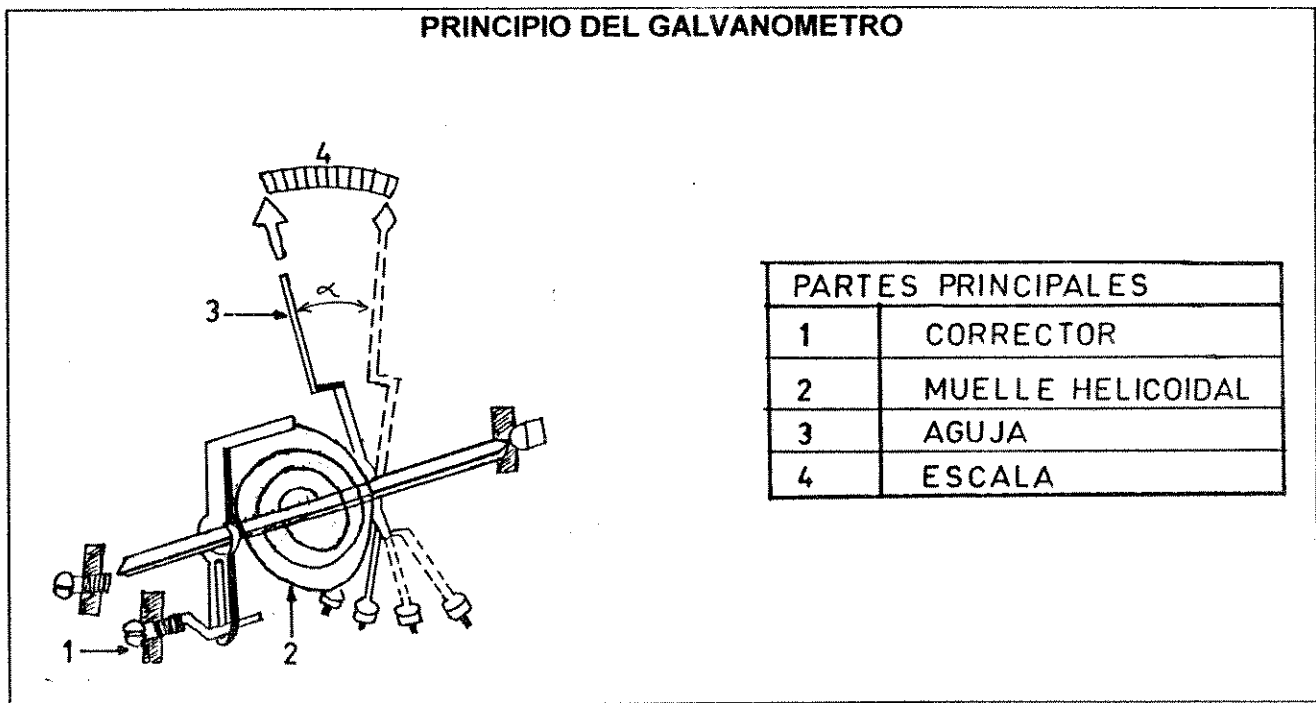 PRINCIPIO DEL GALVANOMETRO
4
α
3
1
2
PARTES PRINCIPALES
1 CORRECTOR
2 MUELLE HELICOIDAL
3 AGUJA
4 ESCALA